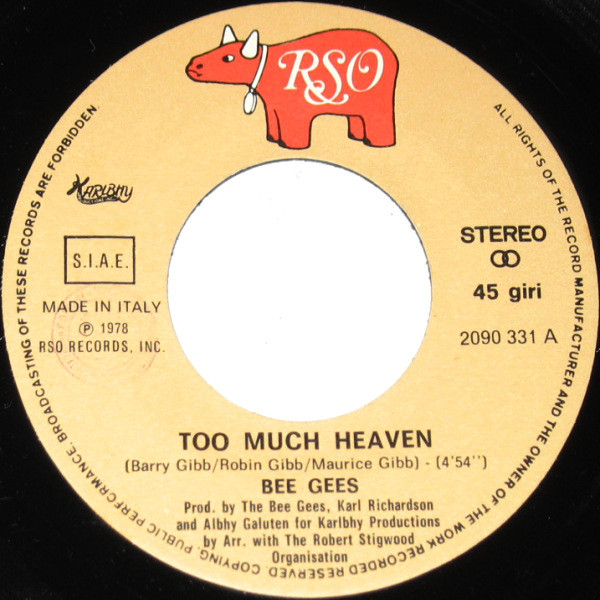 RSO
KARLBHY
S.I.A.E.
MADE IN ITALY
℗ 1978
RSO RECORDS, INC.
STEREO
45 giri
2090 331 A
TOO MUCH HEAVEN
(Barry Gibb/Robin Gibb/Maurice Gibb) - (4'54'')
BEE GEES
Prod. by The Bee Gees, Karl Richardson
and Albhy Galuten for Karlbhy Productions
by Arr. with The Robert Stigwood
Organisation
ALL RIGHTS OF THE RECORD MANUFACTURER AND THE OWNER OF THE WORK RECORDED RESERVED. COPYING, PUBLIC PERFORMANCE, BROADCASTING OF THESE RECORDS ARE FORBIDDEN.